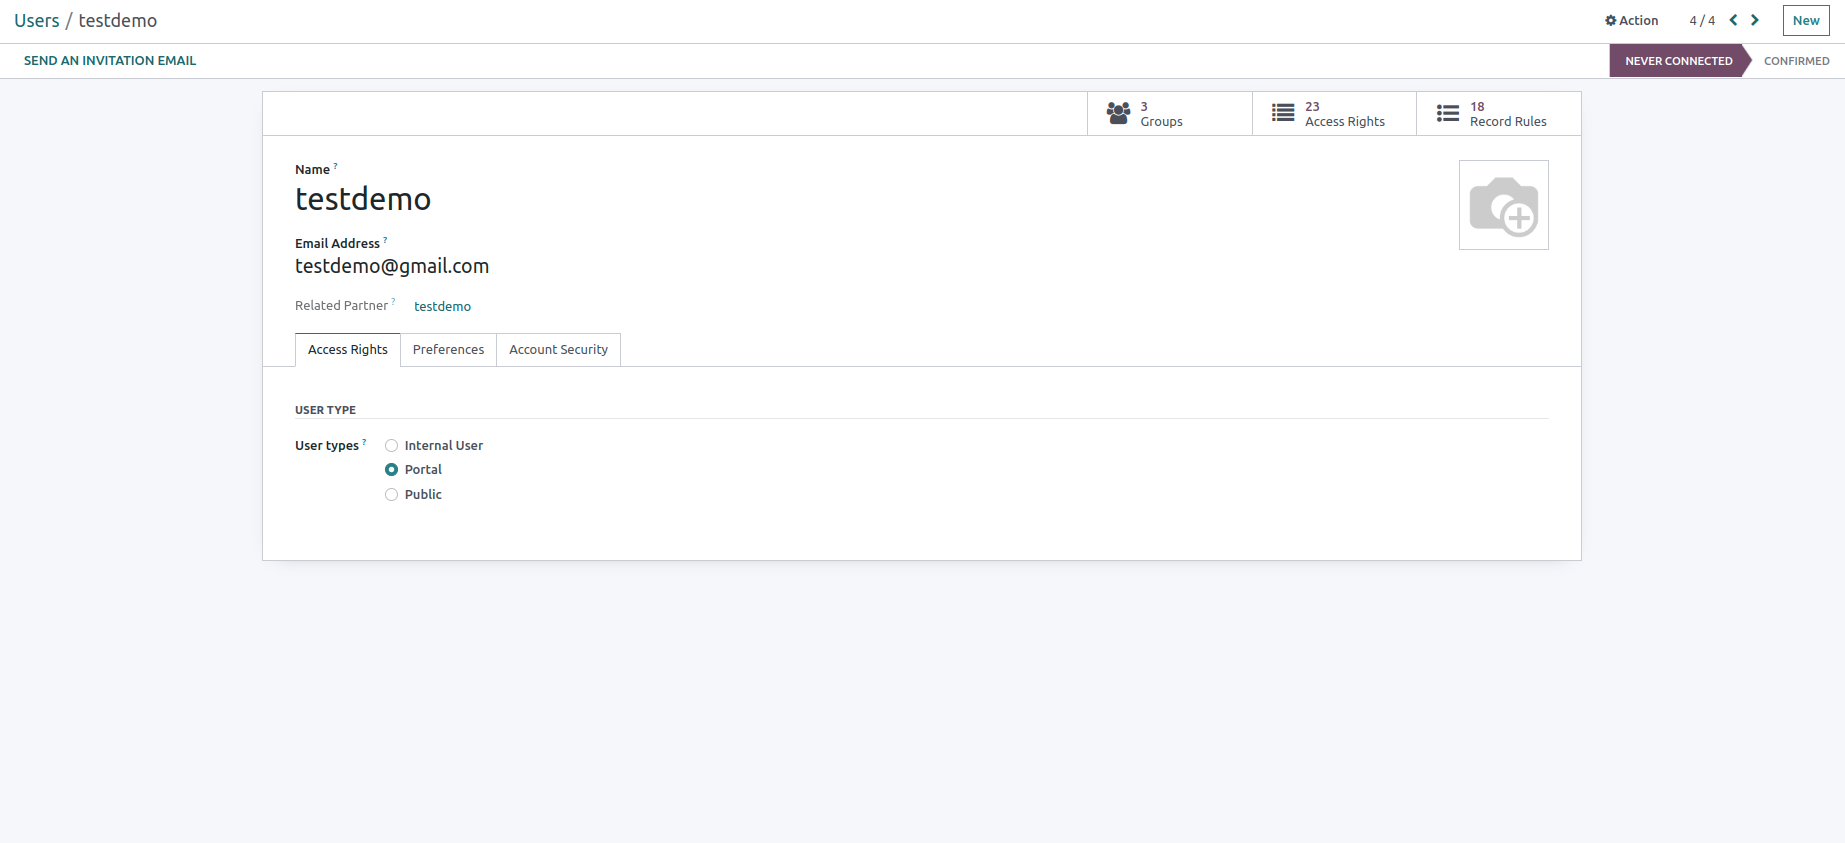 Users / testdemo
Action 4 / 4 New
SEND AN INVITATION EMAIL
NEVER CONNECTED CONFIRMED
3 Groups
23 Access Rights
18 Record Rules
Name ?
testdemo
Email Address ?
testdemo@gmail.com
Related Partner ? testdemo
Access Rights Preferences Account Security
USER TYPE
User types ? Internal User
Portal
Public